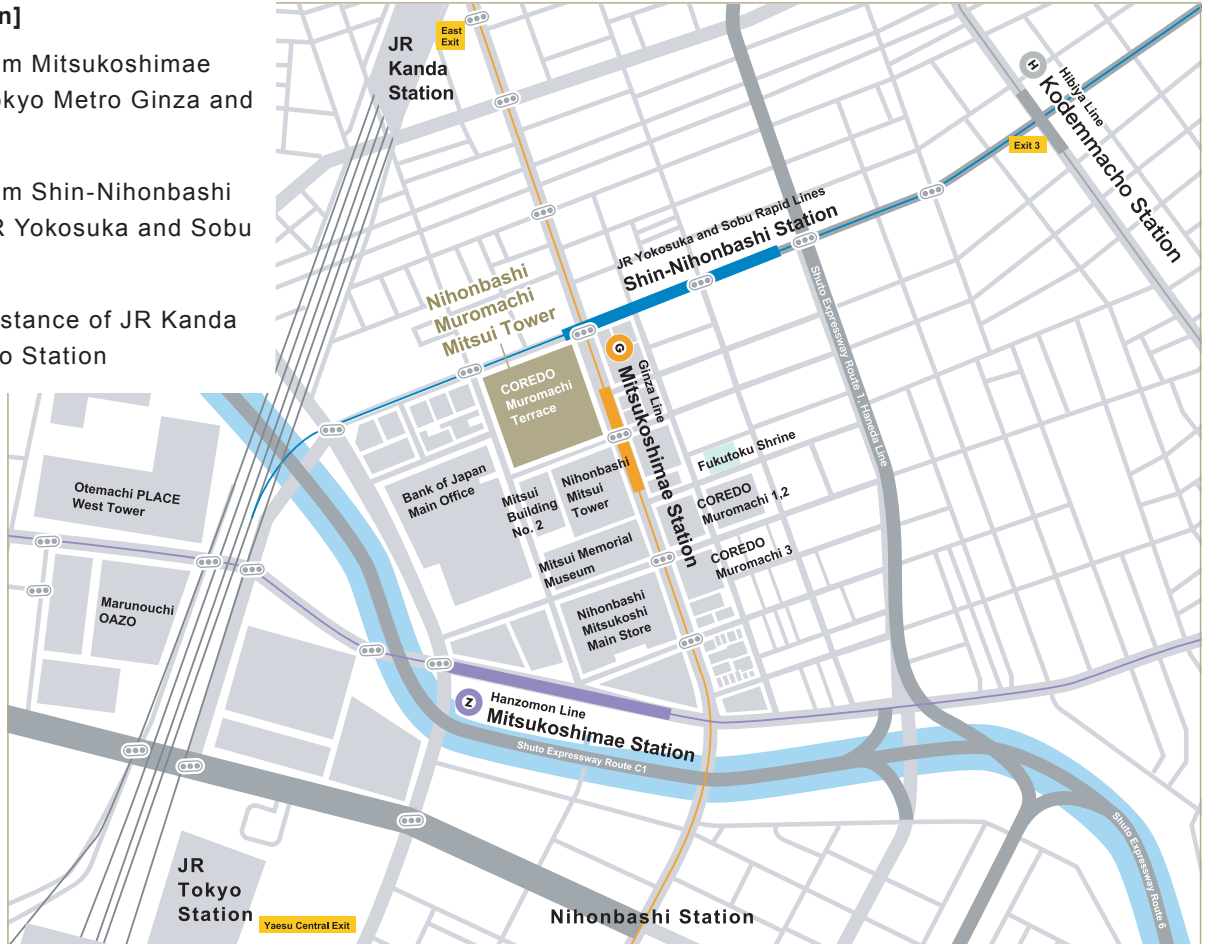 n]
m Mitsukoshimae
okyo Metro Ginza and
m Shin-Nihonbashi
R Yokosuka and Sobu
stance of JR Kanda
o Station
JR
Kanda
Station
East
Exit
H
Hibiya Line
Kodemmacho Station
Exit 3
JR Yokosuka and Sobu Rapid Lines
Shin-Nihonbashi Station
Nihonbashi
Muromachi
Mitsui Tower
COREDO
Muromachi
Terrace
G
Ginza Line
Mitsukoshimae Station
Shuto Expressway Route 1, Haneda Line
Fukutoku Shrine
COREDO
Muromachi 1,2
COREDO
Muromachi 3
Bank of Japan
Main Office
Mitsui
Building
No. 2
Nihonbashi
Mitsui
Tower
Mitsui Memorial
Museum
Nihonbashi
Mitsukoshi
Main Store
Otemachi PLACE
West Tower
Marunouchi
OAZO
Z
Hanzomon Line
Mitsukoshimae Station
Shuto Expressway Route C1
Shuto Expressway Route 6
JR
Tokyo
Station
Yaesu Central Exit
Nihonbashi Station